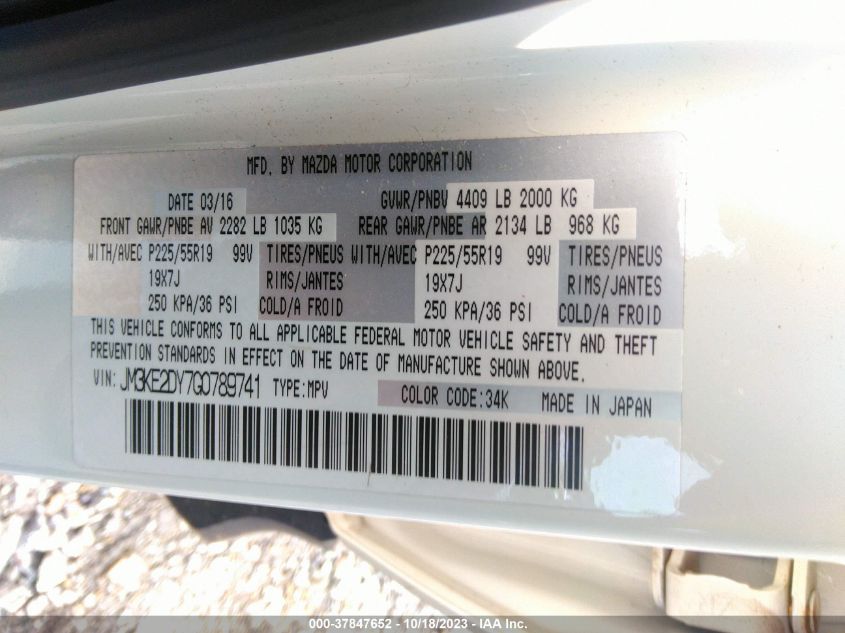 MFD. BY MAZDA MOTOR CORPORATION
DATE 03/16 GVWR/PNBV 4409 LB 2000 KG
FRONT GAWR/PNBE AV 2282 LB 1035 KG REAR GAWR/PNBE AR 2134 LB 968 KG
WITH/AVEC P225/55R19 99V TIRES/PNEUS WITH/AVEC P225/55R19 99V TIRES/PNEUS
19X7J RIMS/JANTES 19X7J RIMS/JANTES
250 KPA/36 PSI COLD/A FROID 250 KPA/36 PSI COLD/A FROID
THIS VEHICLE CONFORMS TO ALL APPLICABLE FEDERAL MOTOR VEHICLE SAFETY AND THEFT
PREVENTION STANDARDS IN EFFECT ON THE DATE OF MANUFACTURE SHOWN ABOVE.
VIN: JM3KE2DY7G0789741 TYPE:MPV COLOR CODE:34K MADE IN JAPAN
000-37847652 - 10/18/2023 - IAA Inc.